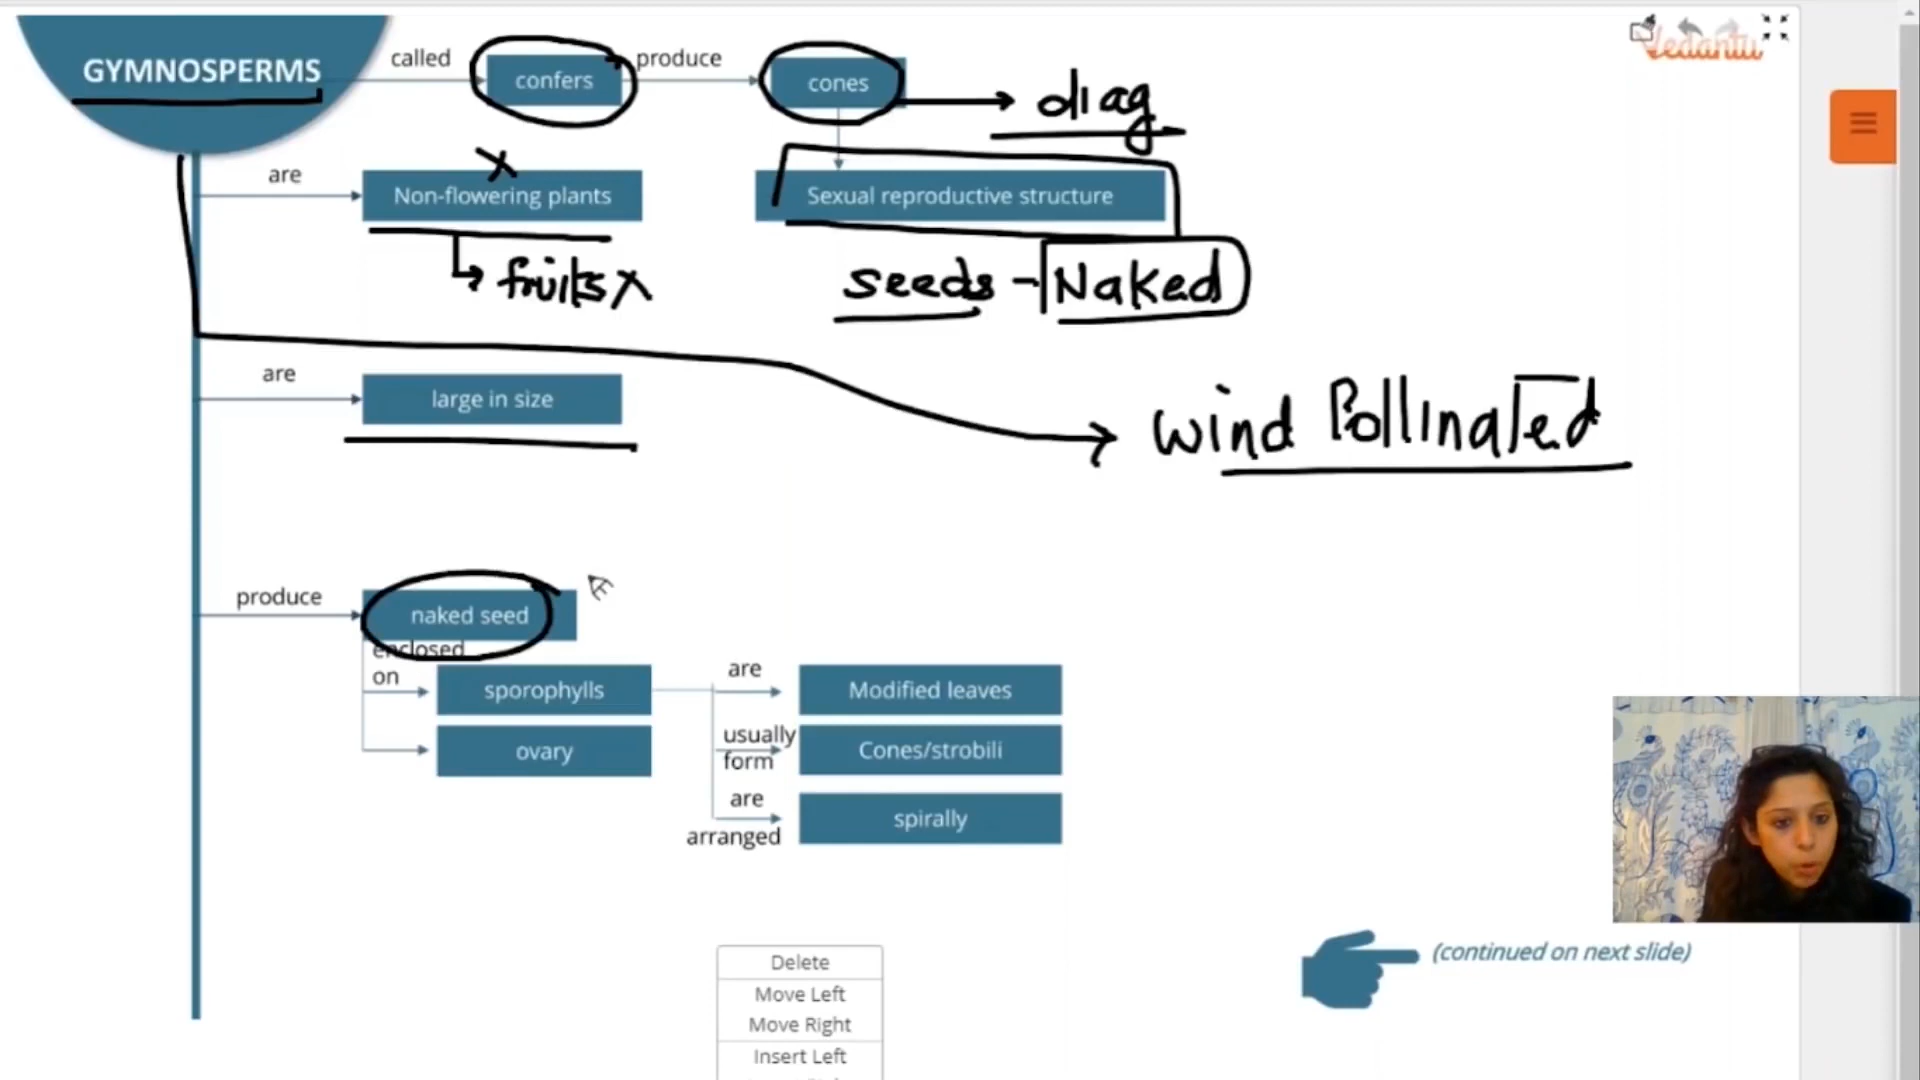 GYMNOSPERMS
called
confers
produce
cones
diag
Vedantu
are
Non-flowering plants
Sexual reproductive structure
fruits X
seeds - Naked
are
large in size
Wind Pollinated
produce
naked seed
enclosed
on
sporophylls
are
Modified leaves
ovary
usually
form
Cones/strobili
are
arranged
spirally
(continued on next slide)
Delete
Move Left
Move Right
Insert Left